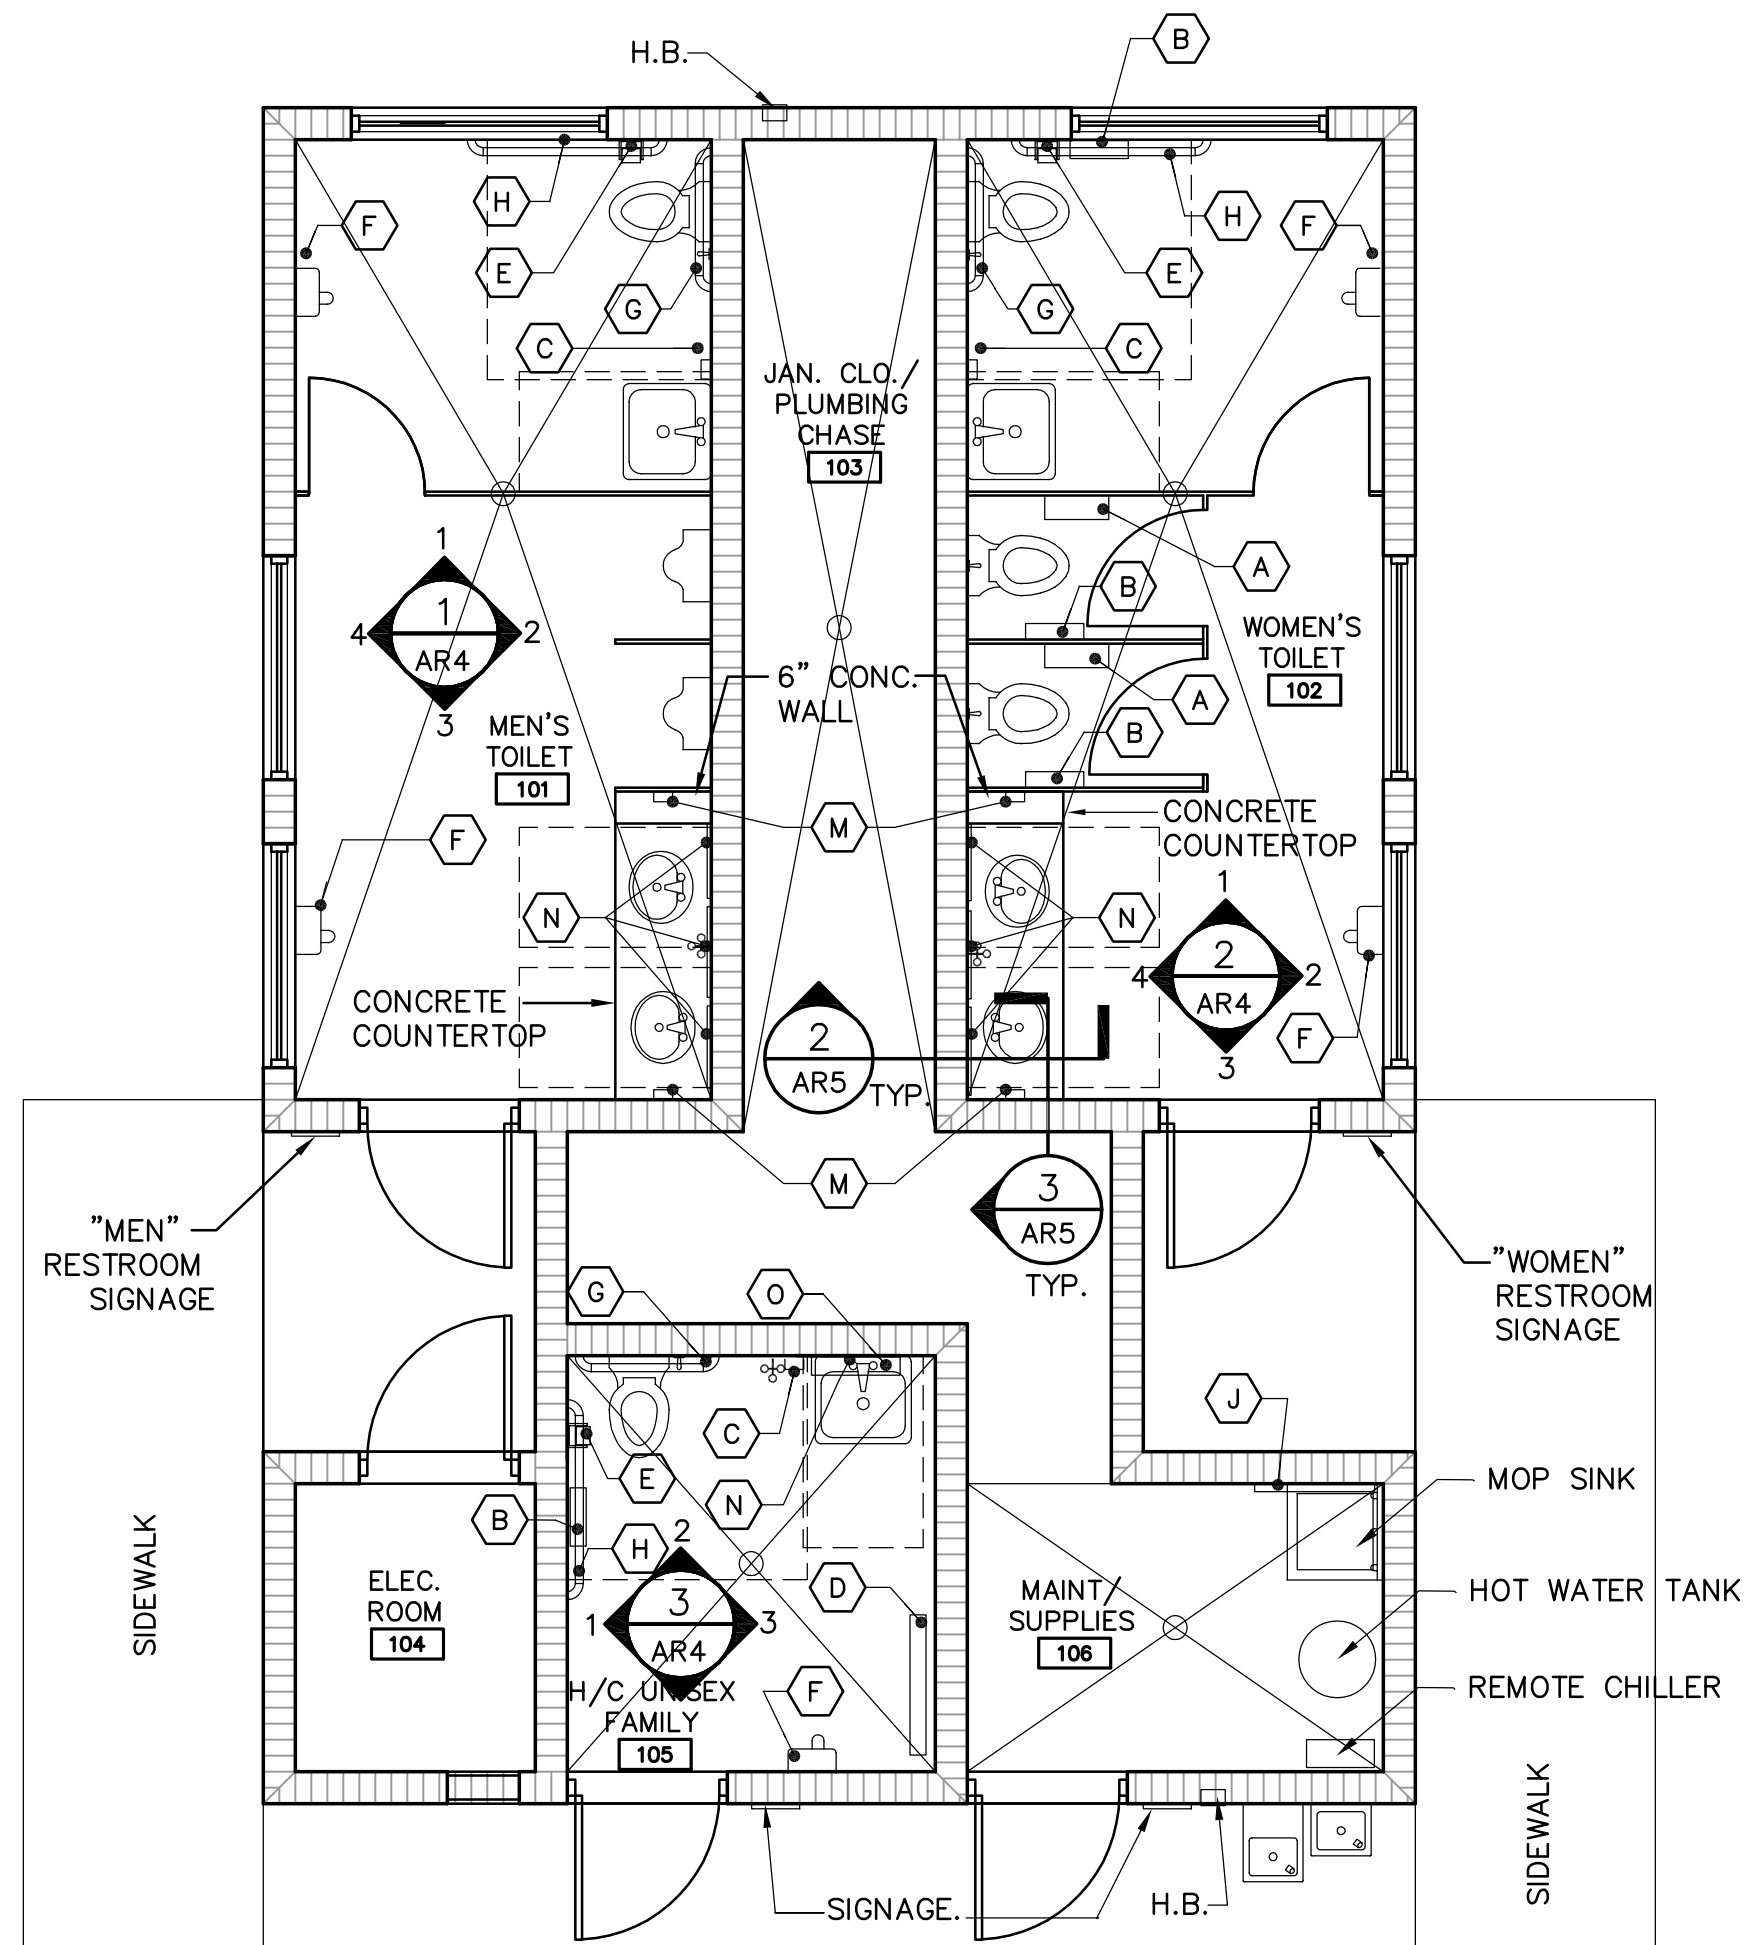 H.B.
B
H
F
E
G
C
H
F
E
G
C
JAN. CLO./
PLUMBING
CHASE
103
1
4
1
2
AR4
3
A
B
WOMEN'S
TOILET
102
6" CONC.
WALL
A
B
MEN'S
TOILET
101
F
M
CONCRETE
COUNTERTOP
N
N
1
4
2
2
AR4
3
F
CONCRETE
COUNTERTOP
2
AR5
TYP.
M
3
AR5
TYP.
"MEN"
RESTROOM
SIGNAGE
"WOMEN"
RESTROOM
SIGNAGE
G
O
C
J
E
N
B
H
MOP SINK
SIDEWALK
ELEC.
ROOM
104
2
1
3
3
AR4
D
H/C UNISEX
FAMILY
105
F
MAINT/
SUPPLIES
106
HOT WATER TANK
REMOTE CHILLER
SIDEWALK
SIGNAGE.
H.B.